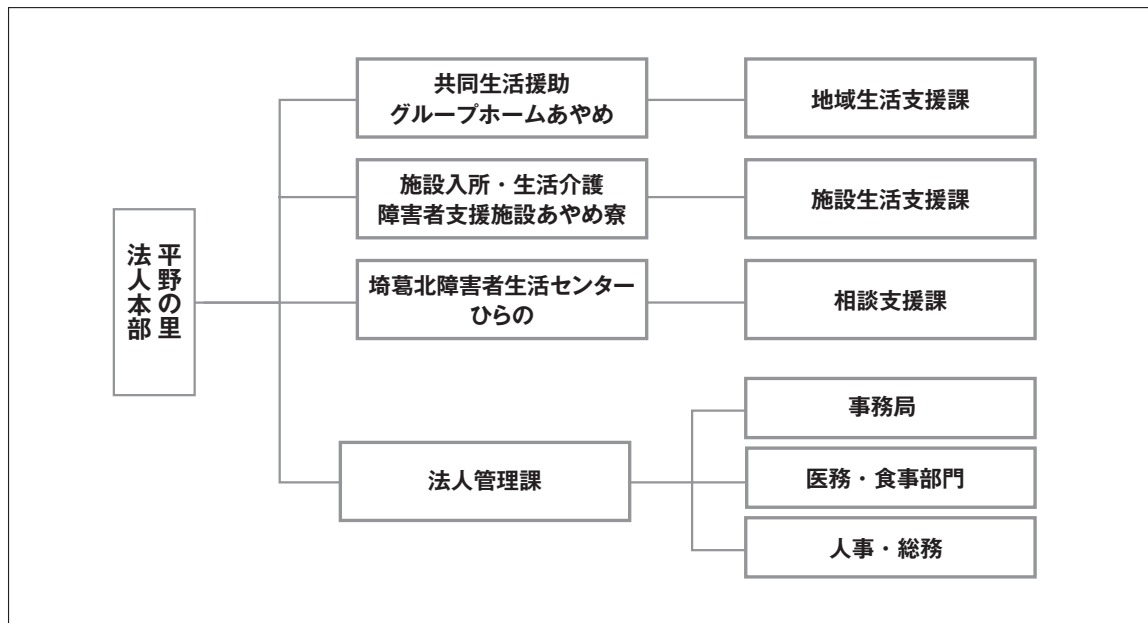 平野の里
法人本部
共同生活援助
グループホームあやめ
地域生活支援課
施設入所・生活介護
障害者支援施設あやめ寮
施設生活支援課
埼葛北障害者生活センター
ひらの
相談支援課
法人管理課
事務局
医務・食事部門
人事・総務